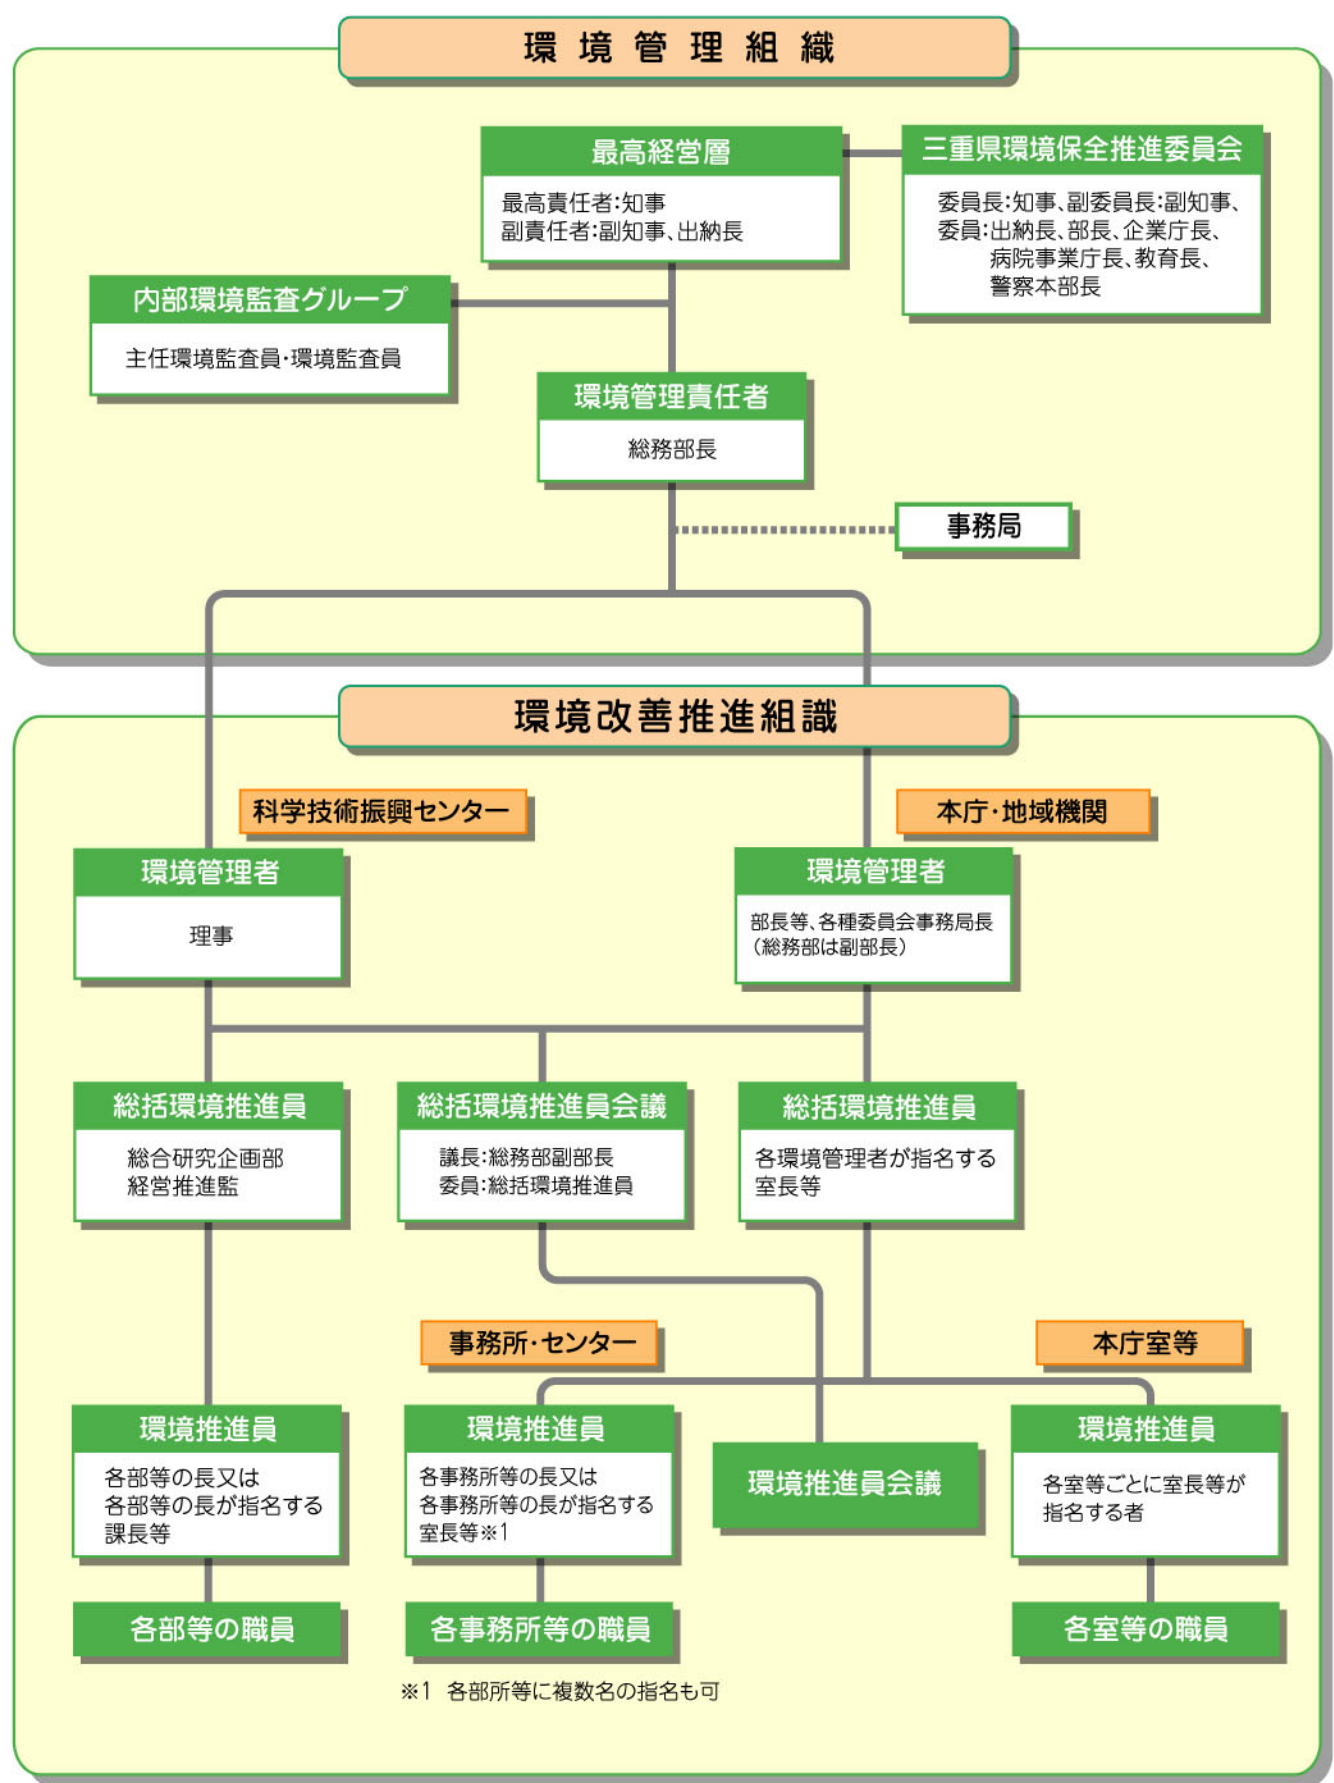 環境管理組織
最高経営層
最高責任者:知事
副責任者:副知事、出納長
三重県環境保全推進委員会
委員長:知事、副委員長:副知事、
委員:出納長、部長、企業庁長、
病院事業庁長、教育長、
警察本部長
内部環境監査グループ
主任環境監査員・環境監査員
環境管理責任者
総務部長
事務局
環境改善推進組識
科学技術振興センター
本庁・地域機関
環境管理者
理事
環境管理者
部長等、各種委員会事務局長
(総務部は副部長)
総括環境推進員
総合研究企画部
経営推進監
総括環境推進員会議
議長:総務部副部長
委員:総括環境推進員
総括環境推進員
各環境管理者が指名する
室長等
事務所・センター
本庁室等
環境推進員
各部等の長又は
各部等の長が指名する
課長等
環境推進員
各事務所等の長又は
各事務所等の長が指名する
室長等※1
環境推進員会議
環境推進員
各室等ごとに室長等が
指名する者
各部等の職員
各事務所等の職員
各室等の職員
※1 各部所等に複数名の指名も可